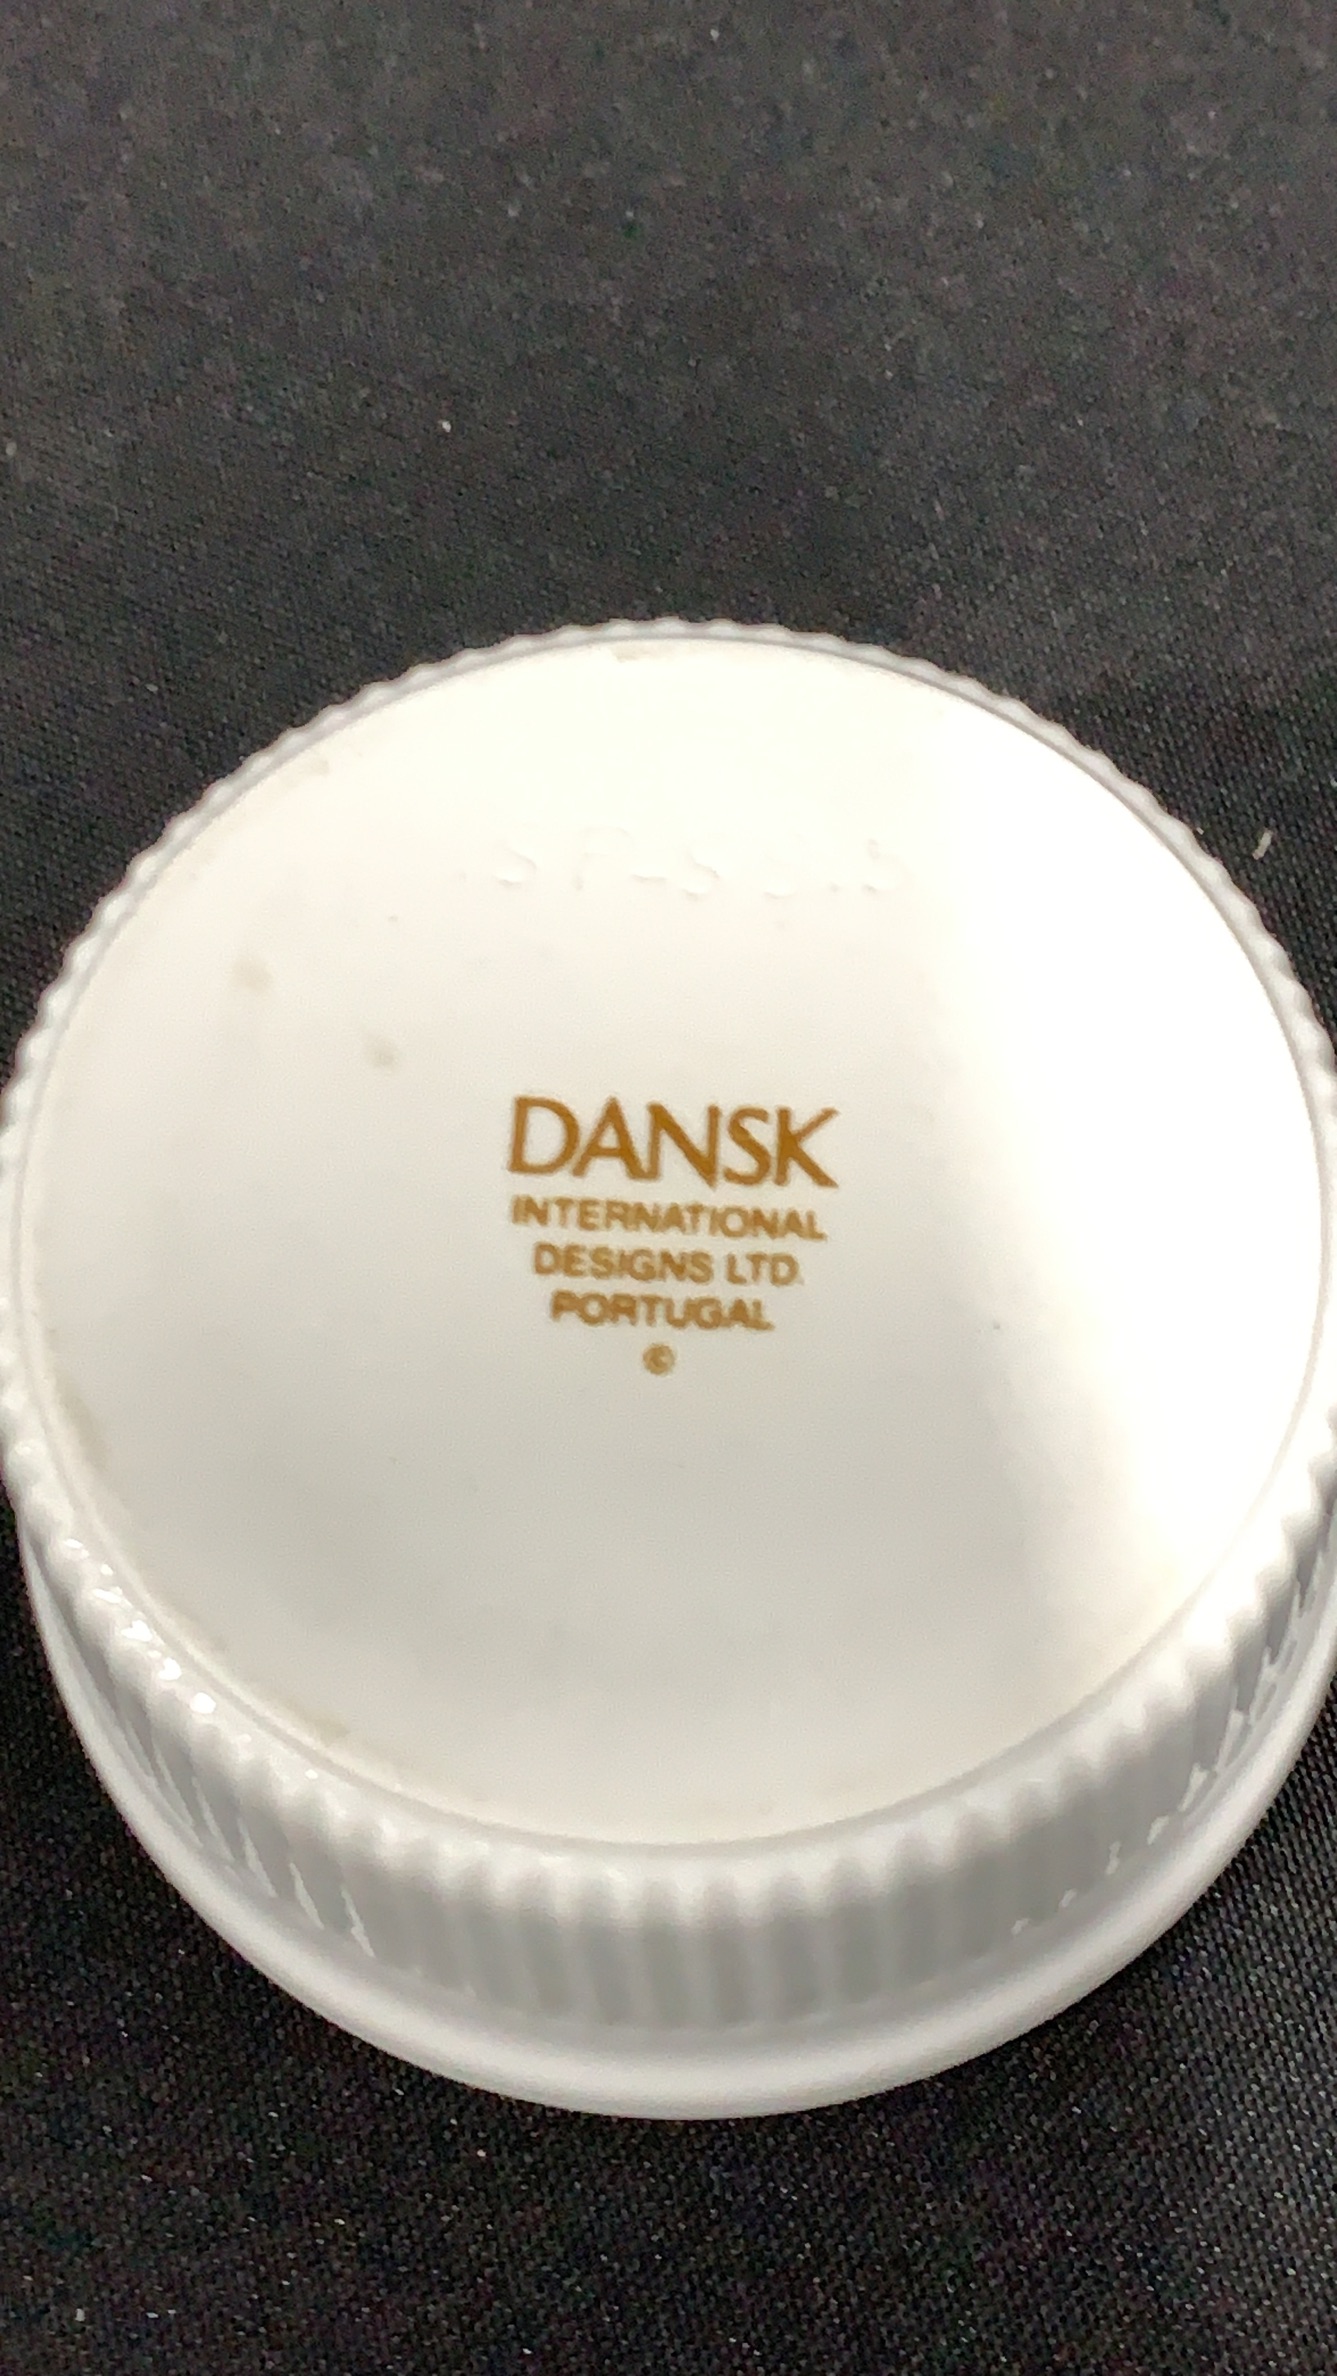 DANSK
INTERNATIONAL
DESIGNS LTD.
PORTUGAL
©